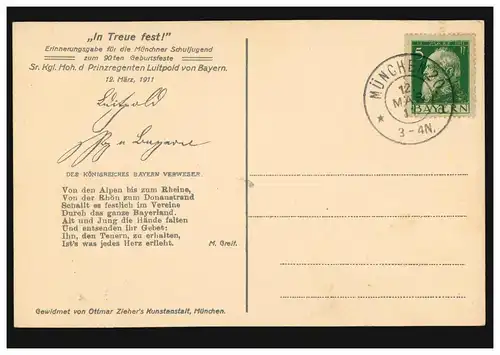 „In Treue fest!"
Erinnerungsgabe für die Münchner Schuljugend
zum 90ten Geburtsfeste
Sr. Kgl. Hoh. d Prinzregenten Luitpold von Bayern.
12. März, 1911
Luitpold
Pz v Bayern
DES KÖNIGREICHES BAYERN VERWESER.
Von den Alpen bis zum Rheine,
Von der Rhön zum Donaustrand
Schallt es festlich im Vereine
Durch das ganze Bayerland.
Alt und Jung die Hände falten
Und entsenden ihr Gebet:
Ihn, den Teuern, zu erhalten,
Ist's was jedes Herz erfleht.
M. Greif.
Gewidmet von Ottmar Zieher's Kunstanstalt, München.
5
BAYERN
MÜNCHEN
12
MÄR
3-4N.